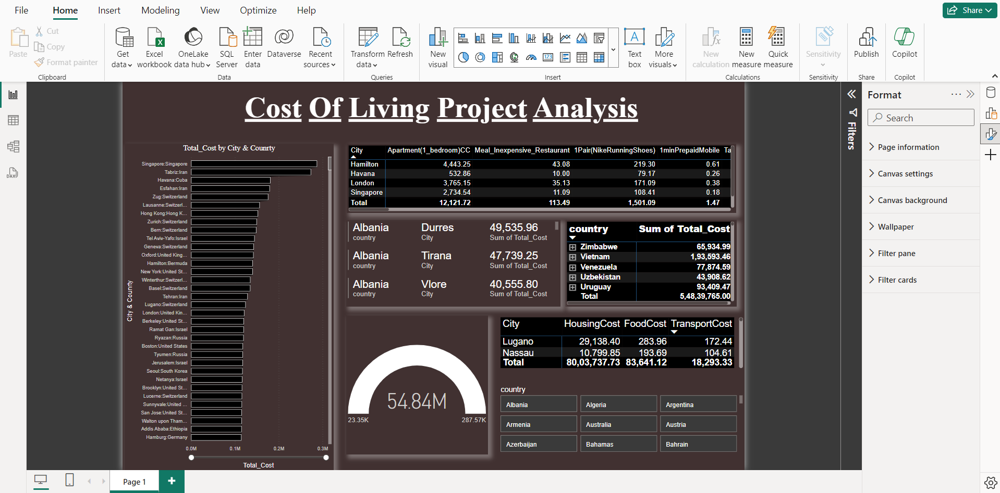 File Home Insert Modeling View Optimize Help Share
Paste Cut
Copy
Format painter
Clipboard
Get data
Excel workbook
OneLake data hub
SQL Server
Enter data
Dataverse
Recent sources
Data
Transform data
Refresh
Queries
New visual
123
A
Text box
More visuals
Insert
fx
New calculation
New measure
Quick measure
Calculations
Sensitivity
Sensitivity
Publish
Share
Copilot
Copilot
DAX
Cost Of Living Project Analysis
Total_Cost by City & Counrty
City & Counrty
Singapore:Singapore
Tabriz:Iran
Havana:Cuba
Esfahan:Iran
Zug:Switzerland
Lausanne:Switzerl...
Hong Kong:Hong K...
Zurich:Switzerland
Bern:Switzerland
Tel Aviv-Yafo:Israel
Geneva:Switzerland
Oxford:United King...
Hamilton:Bermuda
New York:United St...
Winterthur:Switzerl...
Basel:Switzerland
Tehran:Iran
Lugano:Switzerland
London:United Kin...
Berkeley:United St...
Ramat Gan:Israel
Ryazan:Russia
Boston:United States
Tyumen:Russia
Jerusalem:Israel
Seoul:South Korea
Netanya:Israel
Brooklyn:United St...
Lucerne:Switzerland
Sunnyvale:United ...
San Jose:United St...
Walton upon Tham...
Addis Ababa:Ethiopia
Hamburg:Germany
0.0M 0.1M 0.2M 0.3M
Total_Cost
City Apartment(1_bedroom)CC Meal_Inexpensive_Restaurant 1Pair(NikeRunningShoes) 1minPrepaidMobile Ta
Hamilton 4,443.25 43.08 219.30 0.61
Havana 532.86 10.00 79.17 0.26
London 3,765.15 35.13 171.09 0.38
Singapore 2,734.54 11.09 108.41 0.18
Total 12,121.72 113.49 1,501.09 1.47
Albania Durres 49,535.96
country City Sum of Total_Cost
Albania Tirana 47,739.25
country City Sum of Total_Cost
Albania Vlore 40,555.80
country City Sum of Total_Cost
country Sum of Total_Cost
Zimbabwe 65,934.99
Vietnam 1,93,593.46
Venezuela 77,874.59
Uzbekistan 43,908.62
Uruguay 93,409.47
Total 5,48,39,765.00
54.84M
23.35K 287.57K
City HousingCost FoodCost TransportCost
Lugano 29,138.40 283.96 172.44
Nassau 10,799.85 193.69 104.61
Total 80,03,737.73 83,641.12 18,293.33
country
Albania Algeria Argentina
Armenia Australia Austria
Azerbaijan Bahamas Bahrain
Filters
Format
Search
Page information
Canvas settings
Canvas background
Wallpaper
Filter pane
Filter cards
Page 1